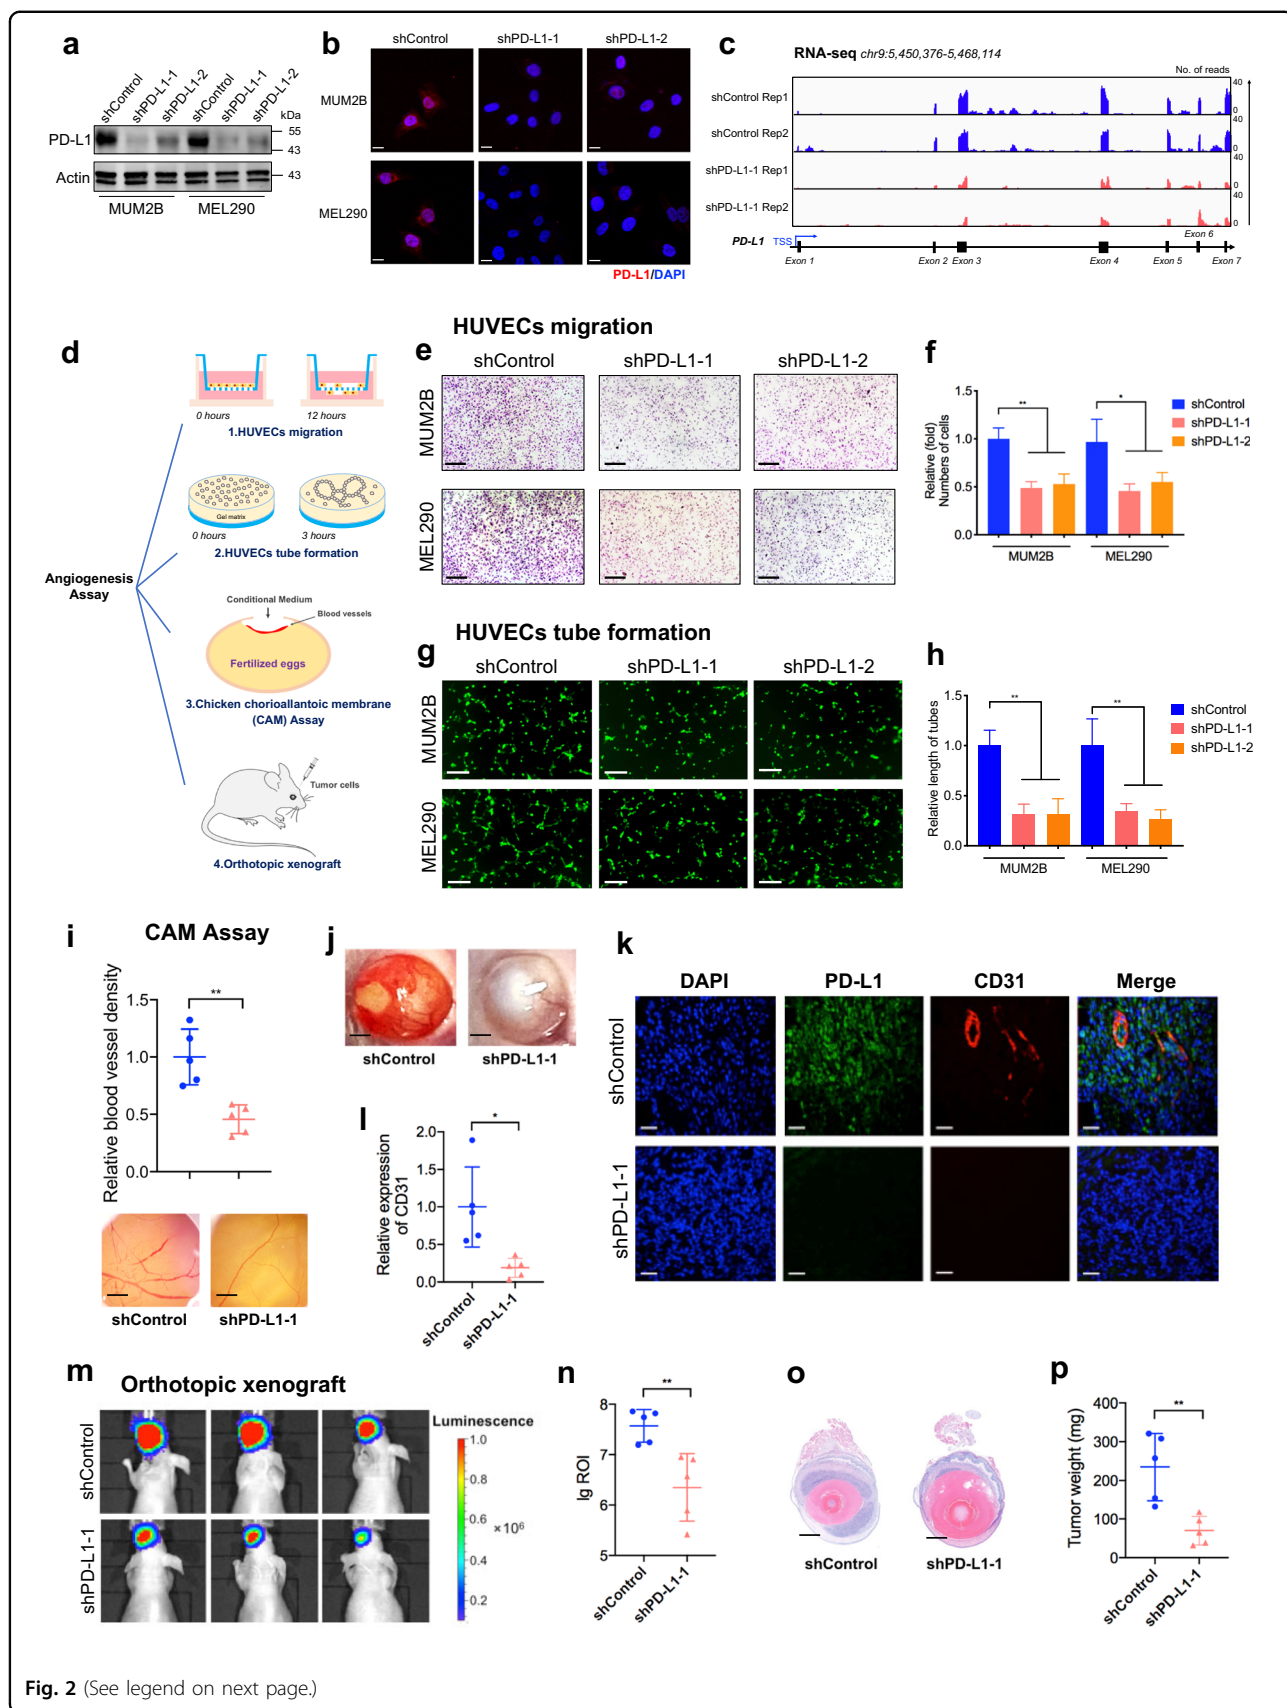 a
shControl
shPD-L1-1
shPD-L1-2
shControl
shPD-L1-1
shPD-L1-2
kDa
PD-L1
55
43
Actin
43
MUM2B
MEL290
b
shControl
shPD-L1-1
shPD-L1-2
MUM2B
MEL290
PD-L1/DAPI
c
RNA-seq chr9:5,450,376-5,468,114
No. of reads
shControl Rep1
40
0
shControl Rep2
40
0
shPD-L1-1 Rep1
40
0
shPD-L1-1 Rep2
40
0
PD-L1
TSS
Exon 6
Exon 1
Exon 2
Exon 3
Exon 4
Exon 5
Exon 7
d
Angiogenesis
Assay
0 hours
12 hours
1.HUVECs migration
Gel matrix
0 hours
3 hours
2.HUVECs tube formation
Conditional Medium
Blood vessels
Fertilized eggs
3.Chicken chorioallantoic membrane
(CAM) Assay
Tumor cells
4.Orthotopic xenograft
HUVECs migration
e
shControl
shPD-L1-1
shPD-L1-2
MUM2B
MEL290
f
Relative (fold)
Numbers of cells
1.5
1.0
0.5
0.0
**
*
MUM2B
MEL290
shControl
shPD-L1-1
shPD-L1-2
HUVECs tube formation
g
shControl
shPD-L1-1
shPD-L1-2
MUM2B
MEL290
h
Relative length of tubes
1.5
1.0
0.5
0.0
**
**
MUM2B
MEL290
shControl
shPD-L1-1
shPD-L1-2
i
CAM Assay
Relative blood vessel density
1.5
1.0
0.5
0.0
**
shControl
shPD-L1-1
j
shControl
shPD-L1-1
k
DAPI
PD-L1
CD31
Merge
shControl
shPD-L1-1
l
Relative expression
of CD31
2.0
1.5
1.0
0.5
0.0
*
shControl
shPD-L1-1
m
Orthotopic xenograft
shControl
shPD-L1-1
Luminescence
1.0
0.8
0.6
×10⁶
0.4
0.2
n
lg ROI
8
7
6
5
**
shControl
shPD-L1-1
o
shControl
shPD-L1-1
p
Tumor weight (mg)
400
300
200
100
0
**
shControl
shPD-L1-1
Fig. 2 (See legend on next page.)